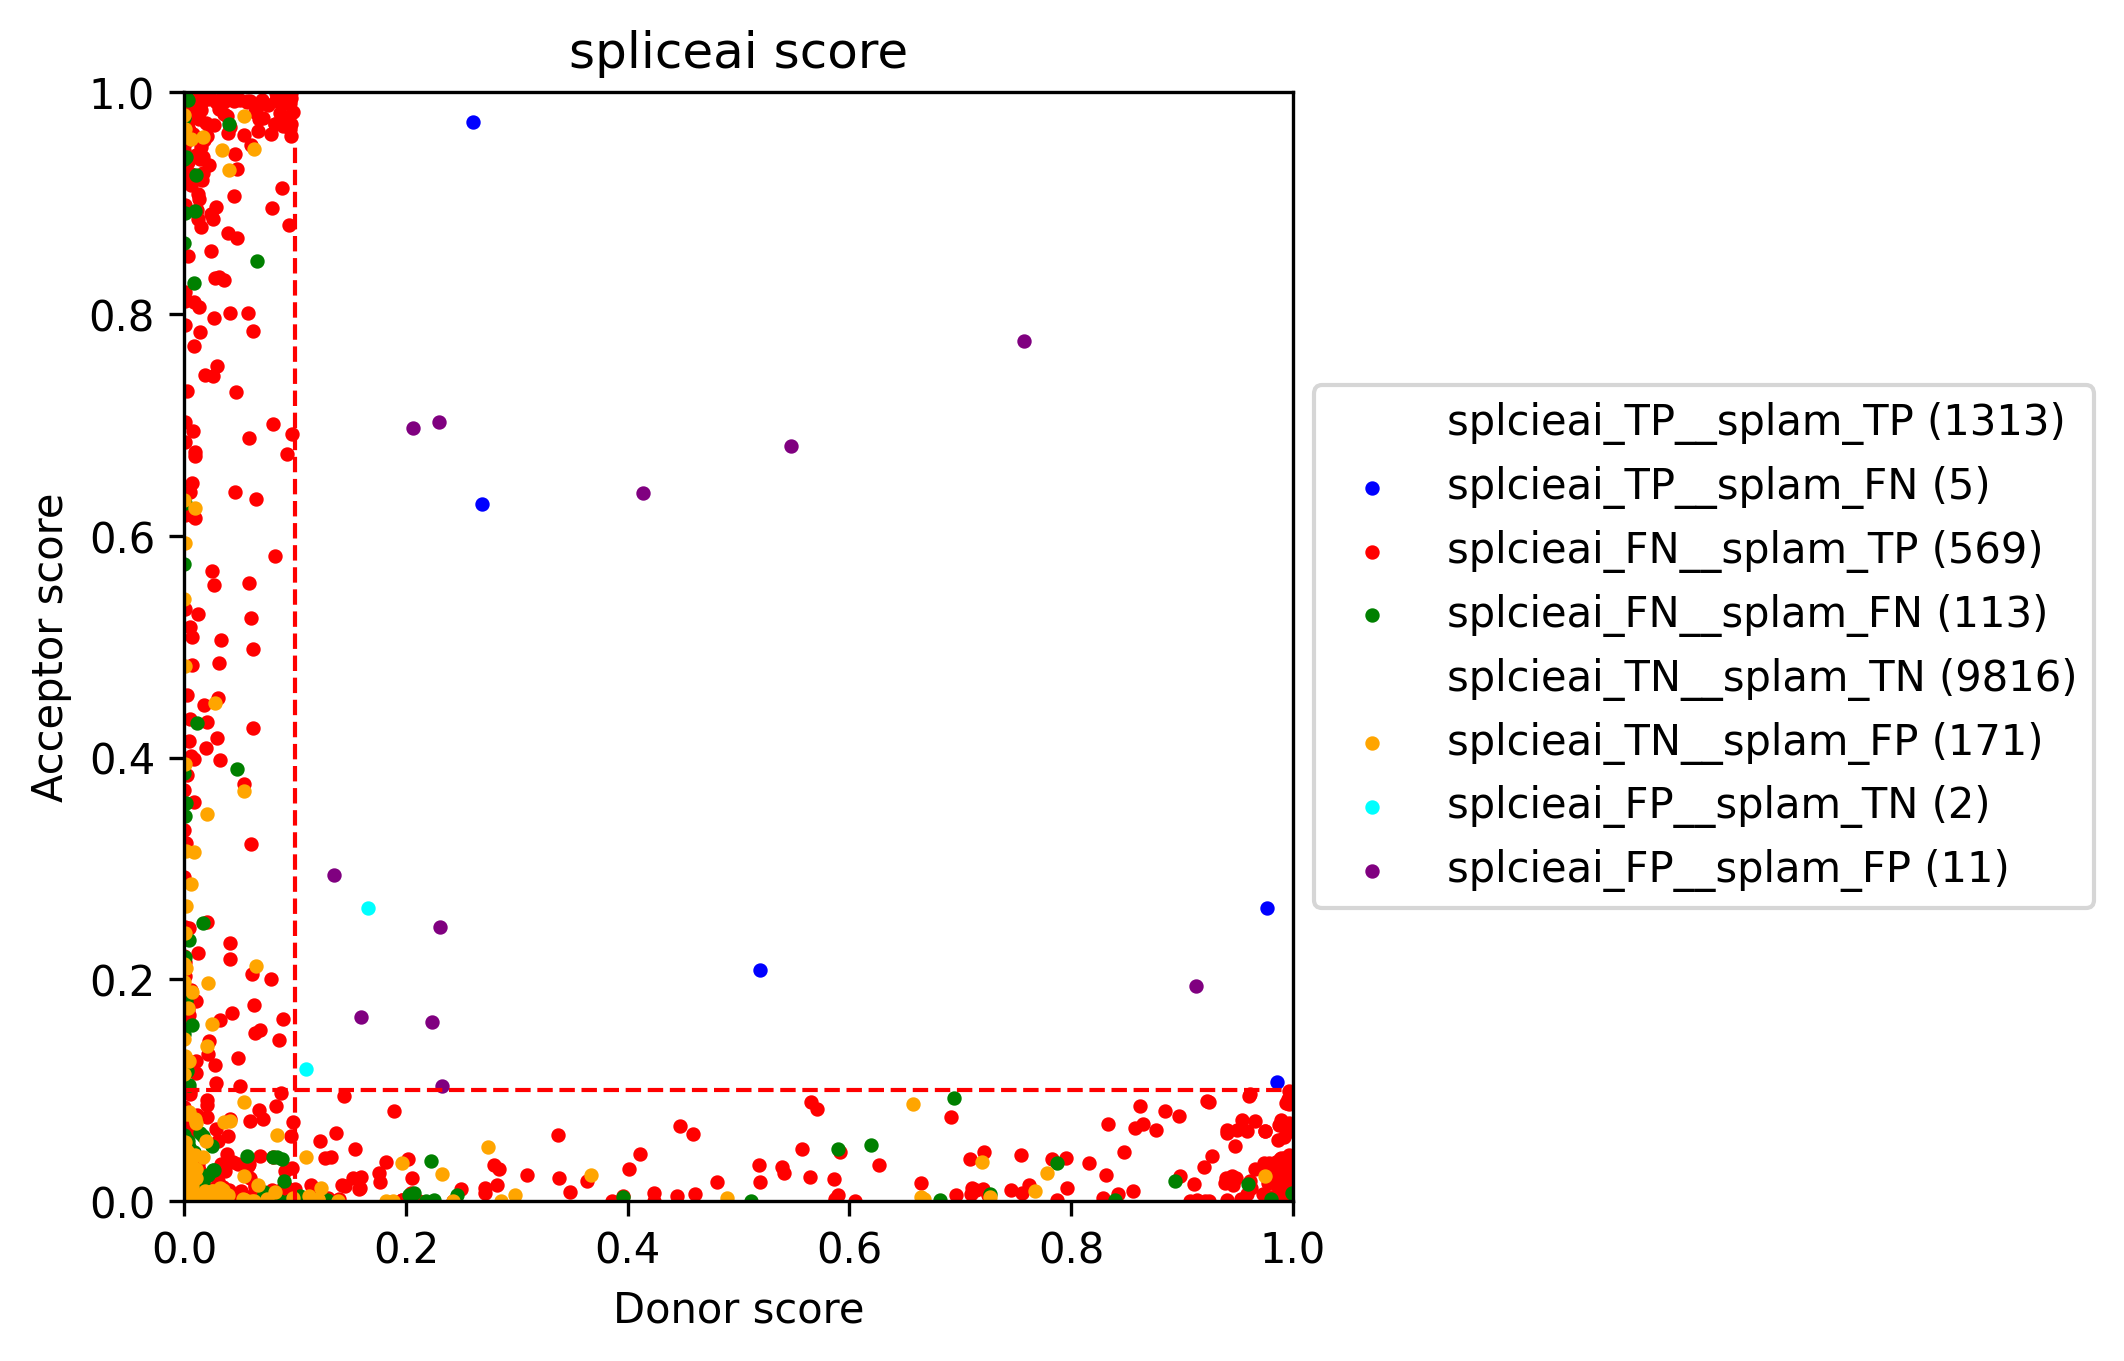 spliceai score
1.0
0.8
0.6
0.4
0.2
0.0
Acceptor score
0.0 0.2 0.4 0.6 0.8 1.0
Donor score
splcieai_TP__splam_TP (1313)
splcieai_TP__splam_FN (5)
splcieai_FN__splam_TP (569)
splcieai_FN__splam_FN (113)
splcieai_TN__splam_TN (9816)
splcieai_TN__splam_FP (171)
splcieai_FP__splam_TN (2)
splcieai_FP__splam_FP (11)